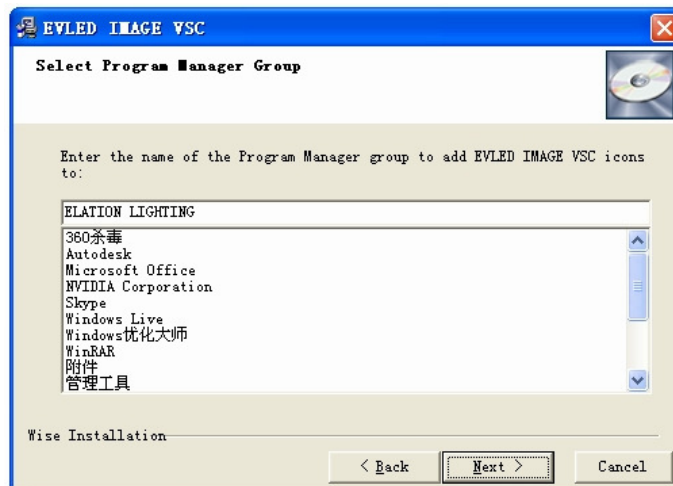 EVLED IMAGE VSC
Select Program Manager Group
Enter the name of the Program Manager group to add EVLED IMAGE VSC icons
to:
ELATION LIGHTING
360杀毒
Autodesk
Microsoft Office
NVIDIA Corporation
Skype
Windows Live
Windows优化大师
WinRAR
附件
管理工具
Wise Installation
< Back
Next >
Cancel